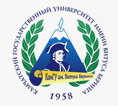 КАМЧАТСКИЙ ГОСУДАРСТВЕННЫЙ УНИВЕРСИТЕТ ИМЕНИ ВИТУСА БЕРИНГА
КамГУ им. Витуса Беринга
1958